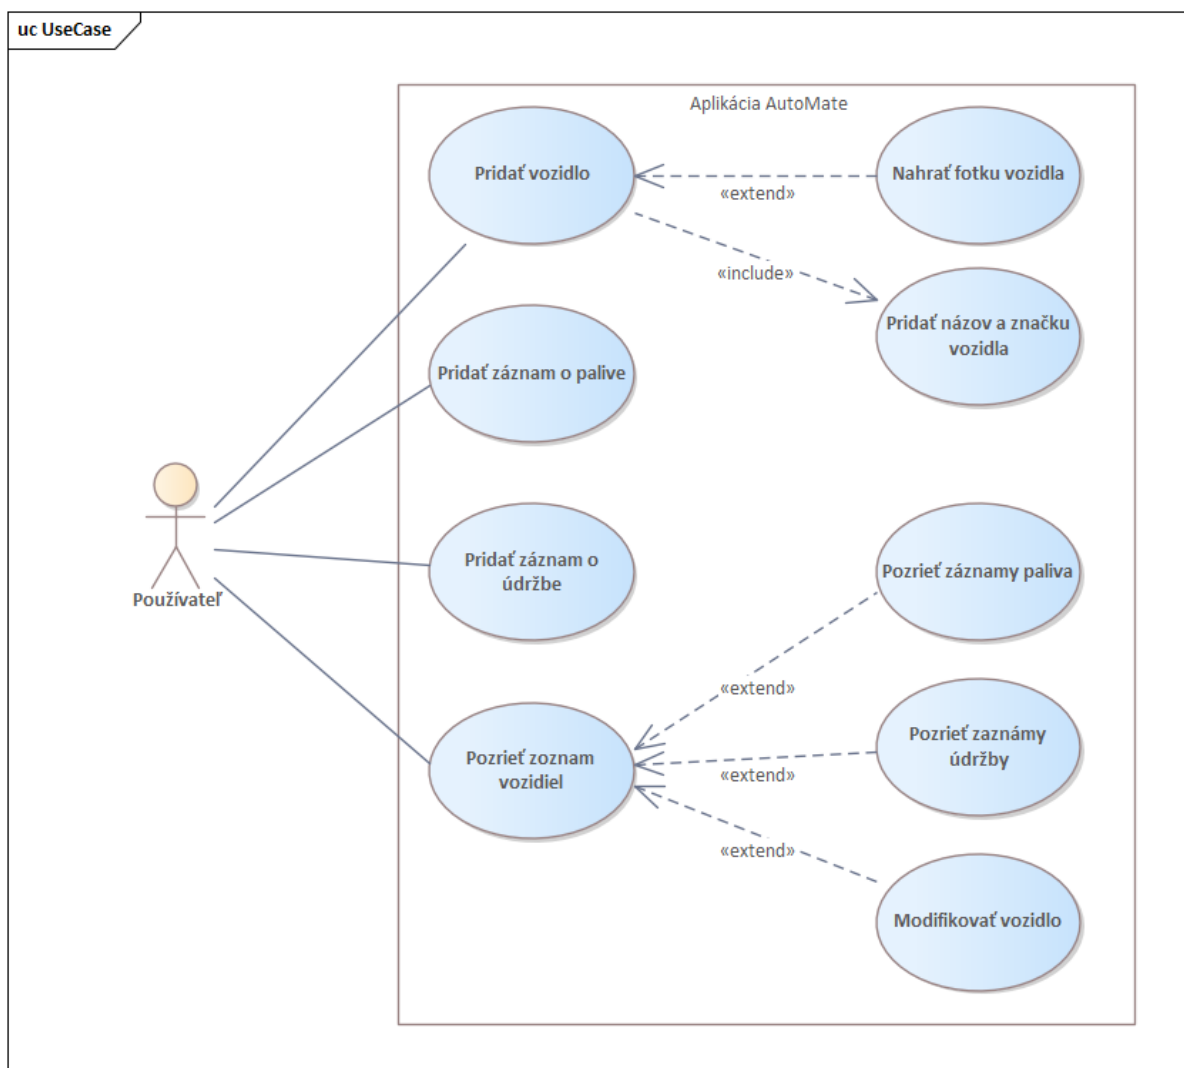 uc UseCase
Aplikácia AutoMate
Pridať vozidlo
Nahrať fotku vozidla
«extend»
«include»
Pridať názov a značku
vozidla
Pridať záznam o palive
Používateľ
Pridať záznam o
údržbe
Pozrieť záznamy paliva
«extend»
Pozrieť zoznam
vozidiel
Pozrieť zaznámy
údržby
«extend»
«extend»
Modifikovať vozidlo